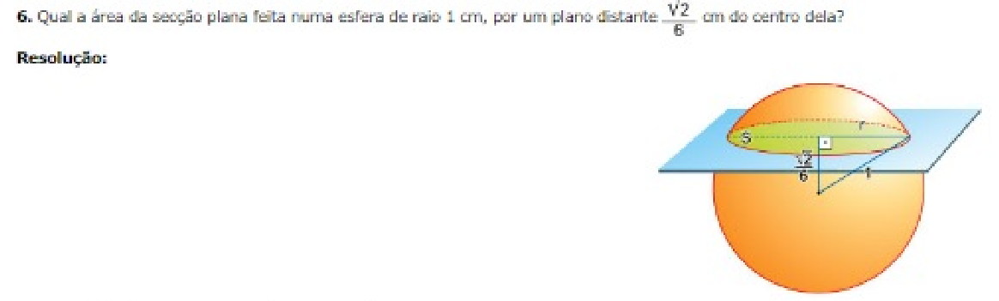 6. Qual a área da secção plana feita numa esfera de raio 1 cm, por um plano distante √2/6 cm do centro dela?
Resolução:
r
S
√2/6
1